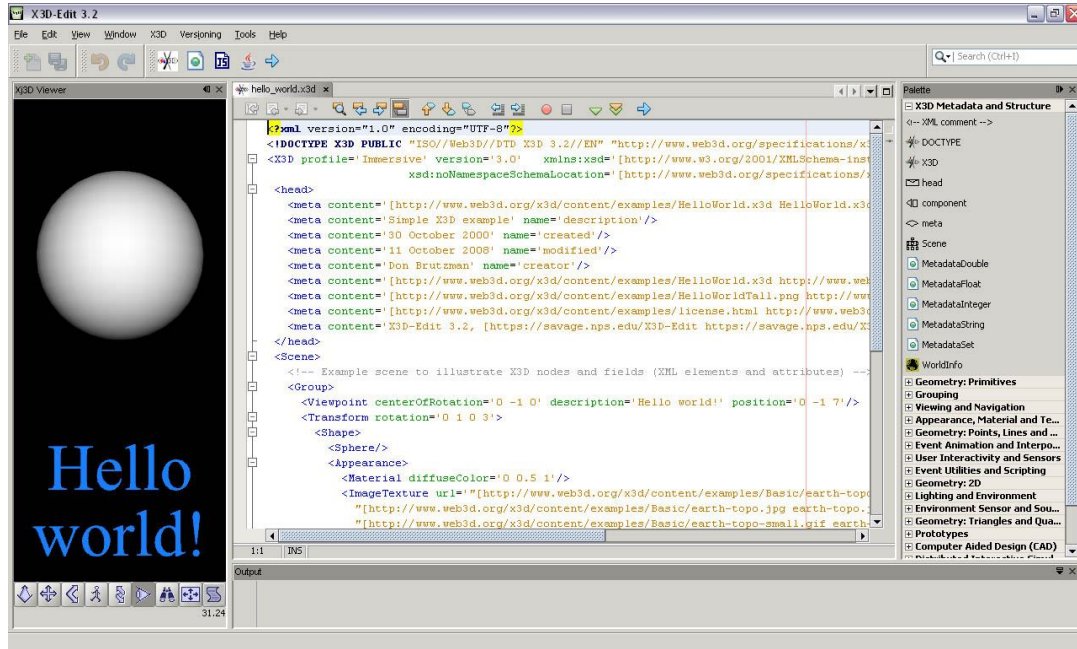 X3D-Edit 3.2
File Edit View Window X3D Versioning Tools Help
Search (Ctrl+I)
Xj3D Viewer
Hello
world!
31.24
hello_world.x3d
<?xml version="1.0" encoding="UTF-8"?>
<!DOCTYPE X3D PUBLIC "ISO//Web3D//DTD X3D 3.2//EN" "http://www.web3d.org/specifications/x3
<X3D profile='Immersive' version='3.0' xmlns:xsd='[http://www.w3.org/2001/XMLSchema-inst
xsd:noNamespaceSchemaLocation='[http://www.web3d.org/specifications/
<head>
<meta content='[http://www.web3d.org/x3d/content/examples/HelloWorld.x3d HelloWorld.x3d
<meta content='Simple X3D example' name='description'/>
<meta content='30 October 2000' name='created'/>
<meta content='11 October 2008' name='modified'/>
<meta content='Don Brutzman' name='creator'/>
<meta content='[http://www.web3d.org/x3d/content/examples/HelloWorld.x3d http://www.web
<meta content='[http://www.web3d.org/x3d/content/examples/HelloWorldTall.png http://www
<meta content='[http://www.web3d.org/x3d/content/examples/license.html http://www.web3d
<meta content='X3D-Edit 3.2, [https://savage.nps.edu/X3D-Edit https://savage.nps.edu/X3
</head>
<Scene>
<!-- Example scene to illustrate X3D nodes and fields (XML elements and attributes) -->
<Group>
<Viewpoint centerOfRotation='0 -1 0' description='Hello world!' position='0 -1 7'/>
<Transform rotation='0 1 0 3'>
<Shape>
<Sphere/>
<Appearance>
<Material diffuseColor='0 0.5 1'/>
<ImageTexture url='"[http://www.web3d.org/x3d/content/examples/Basic/earth-topo
"[http://www.web3d.org/x3d/content/examples/Basic/earth-topo.jpg earth-topo.j
"[http://www.web3d.org/x3d/content/examples/Basic/earth-topo-small.gif earth-
1:1 INS
Output
Palette
X3D Metadata and Structure
<!-- XML comment -->
DOCTYPE
X3D
head
component
meta
Scene
MetadataDouble
MetadataFloat
MetadataInteger
MetadataString
MetadataSet
WorldInfo
Geometry: Primitives
Grouping
Viewing and Navigation
Appearance, Material and Te...
Geometry: Points, Lines and ...
Event Animation and Interpo...
User Interactivity and Sensors
Event Utilities and Scripting
Geometry: 2D
Lighting and Environment
Environment Sensor and Sou...
Geometry: Triangles and Qua...
Prototypes
Computer Aided Design (CAD)